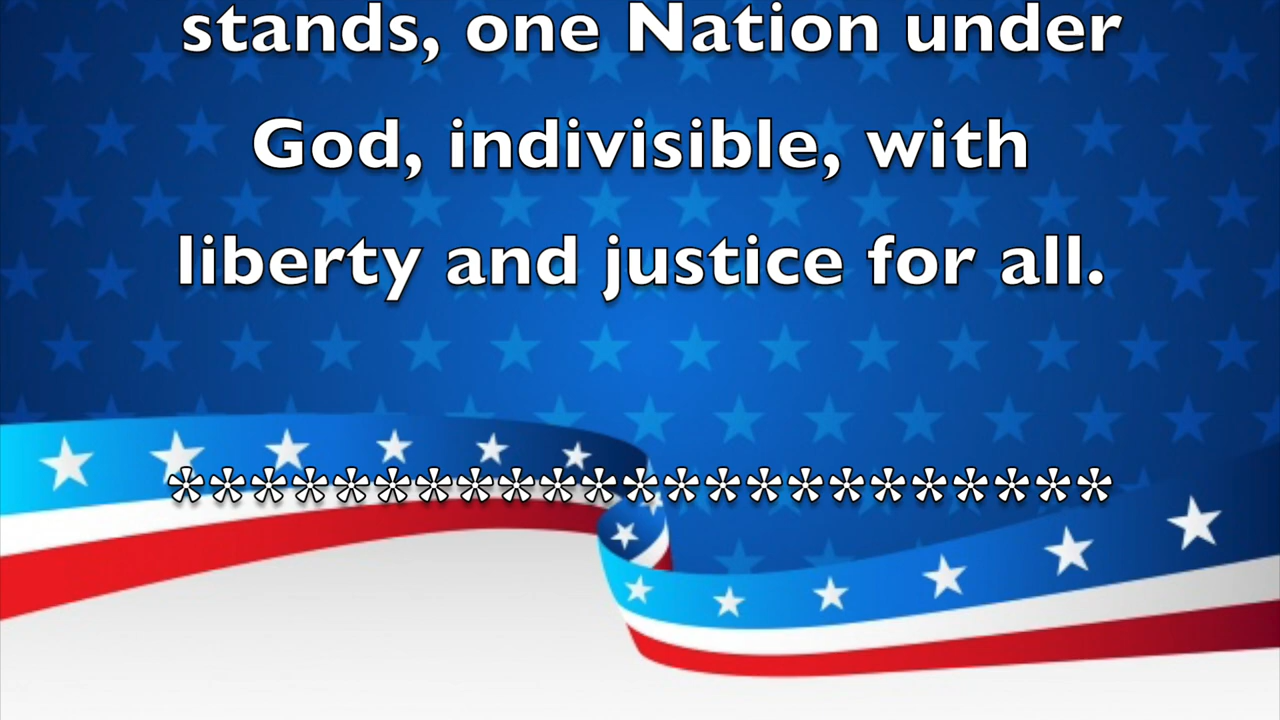 stands, one Nation under
God, indivisible, with
liberty and justice for all.
***********************